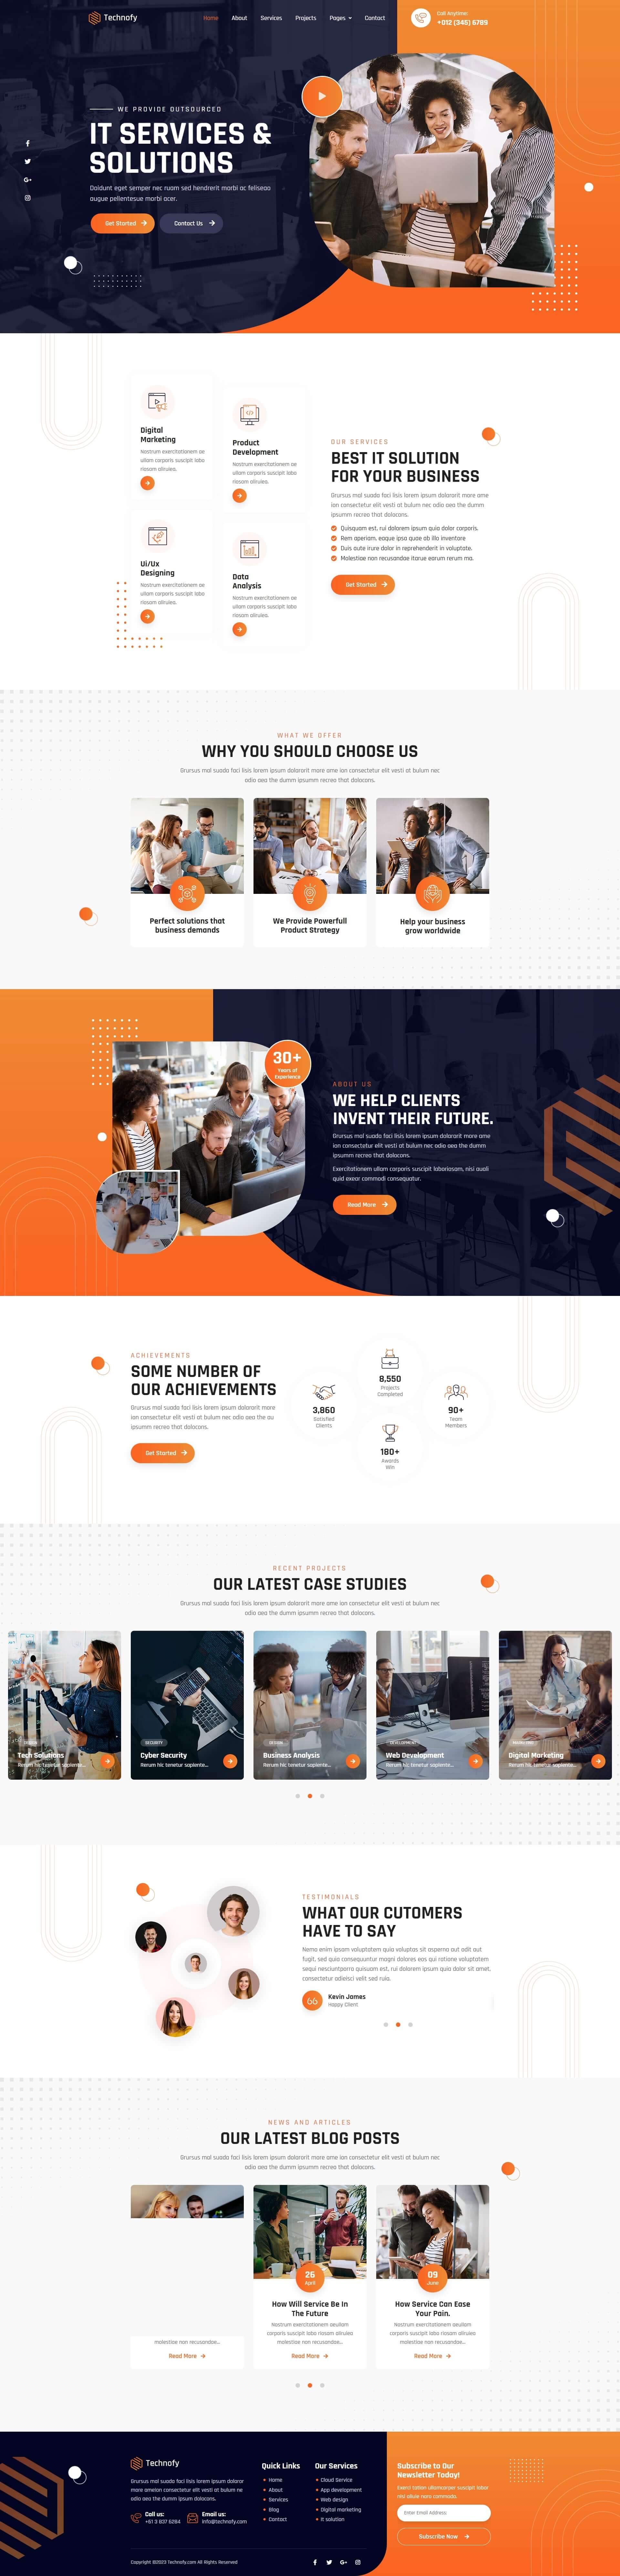 Technofy
Home
About
Services
Projects
Pages
Contact
Call Anytime:
+012 (345) 6789
WE PROVIDE OUTSOURCED
IT SERVICES &
SOLUTIONS
Daidunt eget semper nec ruam sed hendrerit morbi ac feliseao
augue pellentesue morbi acer.
Get Started
Contact Us
Digital
Marketing
Nostrum exercitationem ae
ullam corporis suscipit labo
riosam aliruiea.
Product
Development
Nostrum exercitationem ae
ullam corporis suscipit labo
riosam aliruiea.
Ui/Ux
Designing
Nostrum exercitationem ae
ullam corporis suscipit labo
riosam aliruiea.
Data
Analysis
Nostrum exercitationem ae
ullam corporis suscipit labo
riosam aliruiea.
OUR SERVICES
BEST IT SOLUTION
FOR YOUR BUSINESS
Grursus mal suada faci lisis lorem ipsum dolarorit more ame
ion consectetur elit vesti at bulum nec odio aea the dumm
ipsumm recreo that dolocons.
Quisquam est, rui dolorem ipsum quia dolor corporis.
Rem aperiam, eaque ipsa quae ab illo inventore
Duis aute irure dolor in reprehenderit in voluptate.
Molestiae non recusandae itarue earum rerum ma.
Get Started
WHAT WE OFFER
WHY YOU SHOULD CHOOSE US
Grursus mal suada faci lisis lorem ipsum dolarorit more ame ion consectetur elit vesti at bulum nec
odio aea the dumm ipsumm recreo that dolocons.
Perfect solutions that
business demands
We Provide Powerfull
Product Strategy
Help your business
grow worldwide
30+
Years of
Experience
ABOUT US
WE HELP CLIENTS
INVENT THEIR FUTURE.
Grursus mal suada faci lisis lorem ipsum dolarorit more ame
ion consectetur elit vesti at bulum nec odio aea the dumm
ipsumm recreo that dolocons.
Exercitationem ullam corporis suscipit laboriosam, nisi auali
quid exear commodi consequatur.
Read More
ACHIEVEMENTS
SOME NUMBER OF
OUR ACHIEVEMENTS
Grursus mal suada faci lisis lorem ipsum dolarorit more
ion consectetur elit vesti at bulum nec odio aea the au
ipsumm recreo that dolocons.
Get Started
3,860
Satisfied
Clients
8,550
Projects
Completed
180+
Awards
Win
90+
Team
Members
RECENT PROJECTS
OUR LATEST CASE STUDIES
Grursus mal suada faci lisis lorem ipsum dolarorit more ame ion consectetur elit vesti at bulum nec
odio aea the dumm ipsumm recreo that dolocons.
Tech Solutions
Rerum hic tenetur sapiente...
SECURITY
Cyber Security
Rerum hic tenetur sapiente...
DESIGN
Business Analysis
Rerum hic tenetur sapiente...
DEVELOPMENT
Web Development
Rerum hic tenetur sapiente...
Digital Marketing
Rerum hic tenetur sapiente...
TESTIMONIALS
WHAT OUR CUTOMERS
HAVE TO SAY
Nemo enim ipsam voluptatem quia voluptas sit asperna aut odit aut
fugit, sed quia consequuntur magni dolores eos qui ratione voluptatem
sequi nesciuntporro quisuam est, rui dolorem ipsum quia dolor sit amet,
consectetur adioisci velit sed ruia.
Kevin James
Happy Client
NEWS AND ARTICLES
OUR LATEST BLOG POSTS
Grursus mal suada faci lisis lorem ipsum dolarorit more ame ion consectetur elit vesti at bulum nec
odio aea the dumm ipsumm recreo that dolocons.
molestiae non recusandae...
Read More
26
April
How Will Service Be In
The Future
Nostrum exercitationem aeullam
corporis suscipit labo riosam aliruiea
molestiae non recusandae...
Read More
09
June
How Service Can Ease
Your Pain.
Nostrum exercitationem aeullam
corporis suscipit labo riosam aliruiea
molestiae non recusandae...
Read More
Technofy
Grursus mal suada faci lisis lorem ipsum dolaror
more ameion consectetur elit vesti at bulum ne
odio aea the dumm ipsum dolocons.
Call us:
+61 3 8376284
Email us:
info@technofy.com
Quick Links
Home
About
Services
Blog
Contact
Our Services
Cloud Service
App development
Web design
Digital marketing
It solution
Subscribe to Our
Newsletter Today!
Exerci tation ullamcorper suscipit lobor
nisl aliuie nara commodo.
Enter Email Address:
Subscribe Now
Copyright ©2023 Technofy.com All Rights Reserved